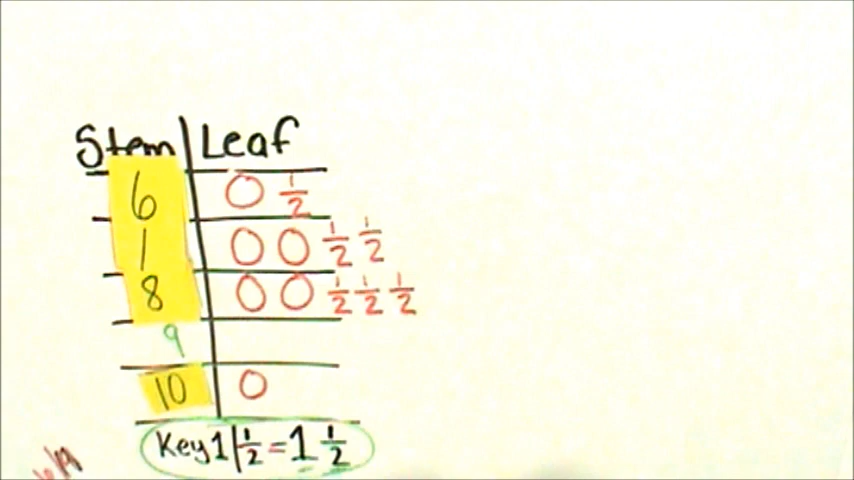 Stem Leaf
6 0 1/2
1 0 0 1/2 1/2
8 0 0 1/2 1/2 1/2
9
10 0
Key 1|1/2 = 1 1/2